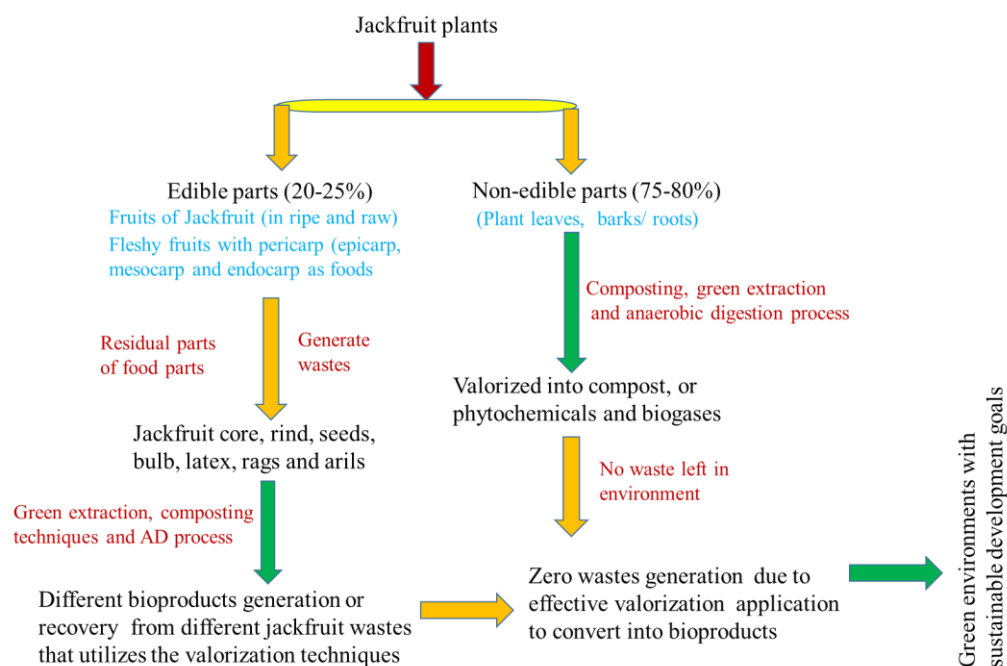 Jackfruit plants
Edible parts (20-25%)
Fruits of Jackfruit (in ripe and raw)
Fleshy fruits with pericarp (epicarp,
mesocarp and endocarp as foods
Non-edible parts (75-80%)
(Plant leaves, barks/ roots)
Residual parts
of food parts
Generate
wastes
Composting, green extraction
and anaerobic digestion process
Jackfruit core, rind, seeds,
bulb, latex, rags and arils
Valorized into compost, or
phytochemicals and biogases
Green extraction, composting
techniques and AD process
No waste left in
environment
Different bioproducts generation or
recovery from different jackfruit wastes
that utilizes the valorization techniques
Zero wastes generation due to
effective valorization application
to convert into bioproducts
Green environments with
sustainable development goals